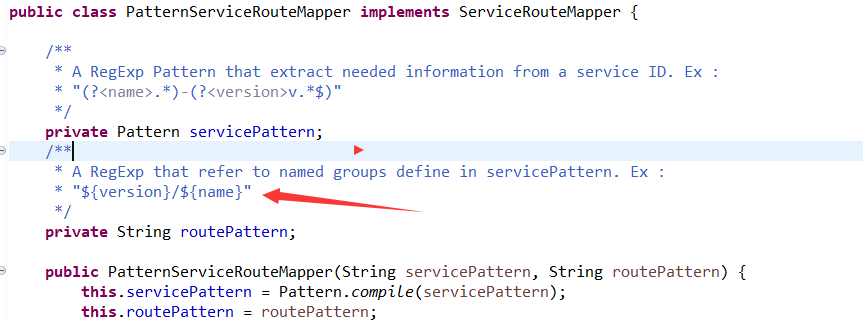 public class PatternServiceRouteMapper implements ServiceRouteMapper {
/**
* A RegExp Pattern that extract needed information from a service ID. Ex :
* "(?<name>.*)-(?<version>v.*$)"
*/
private Pattern servicePattern;
/**
* A RegExp that refer to named groups define in servicePattern. Ex :
* "${version}/${name}"
*/
private String routePattern;
public PatternServiceRouteMapper(String servicePattern, String routePattern) {
this.servicePattern = Pattern.compile(servicePattern);
this.routePattern = routePattern;